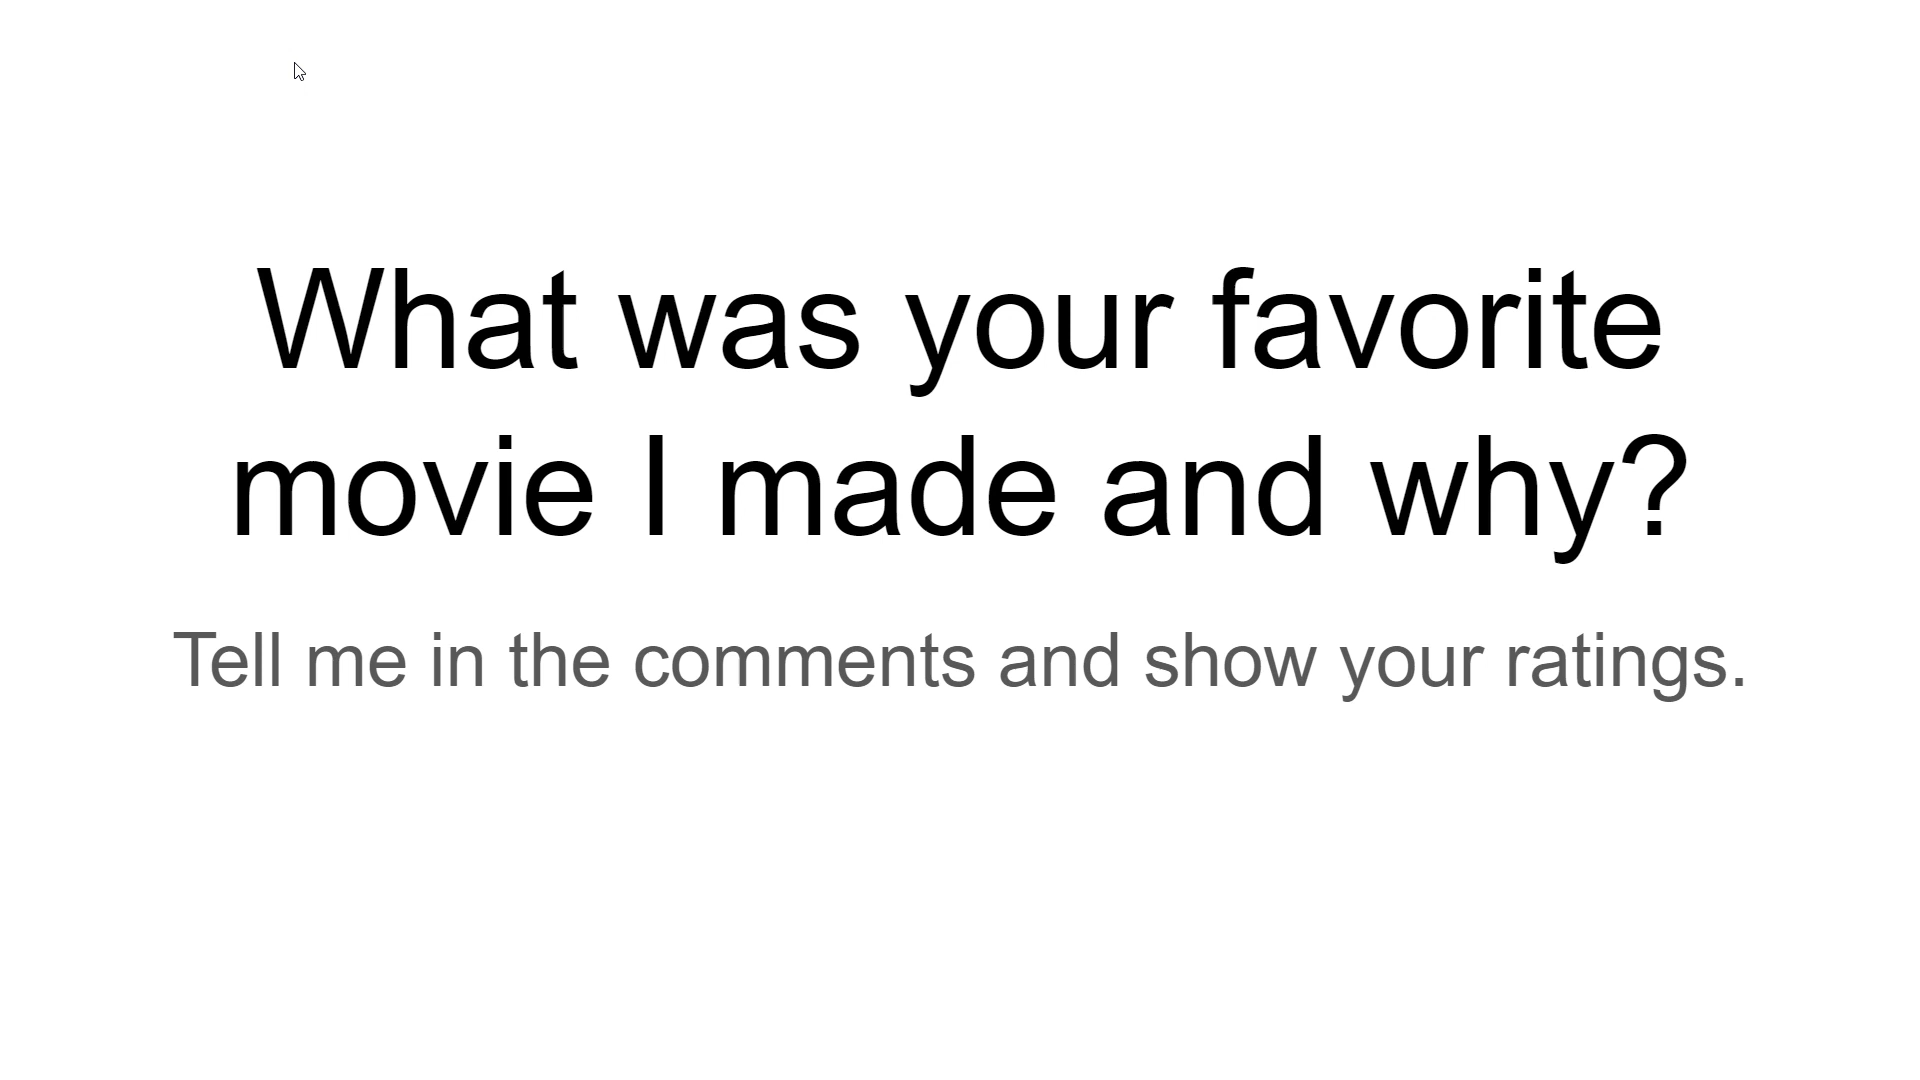 What was your favorite
movie I made and why?
Tell me in the comments and show your ratings.